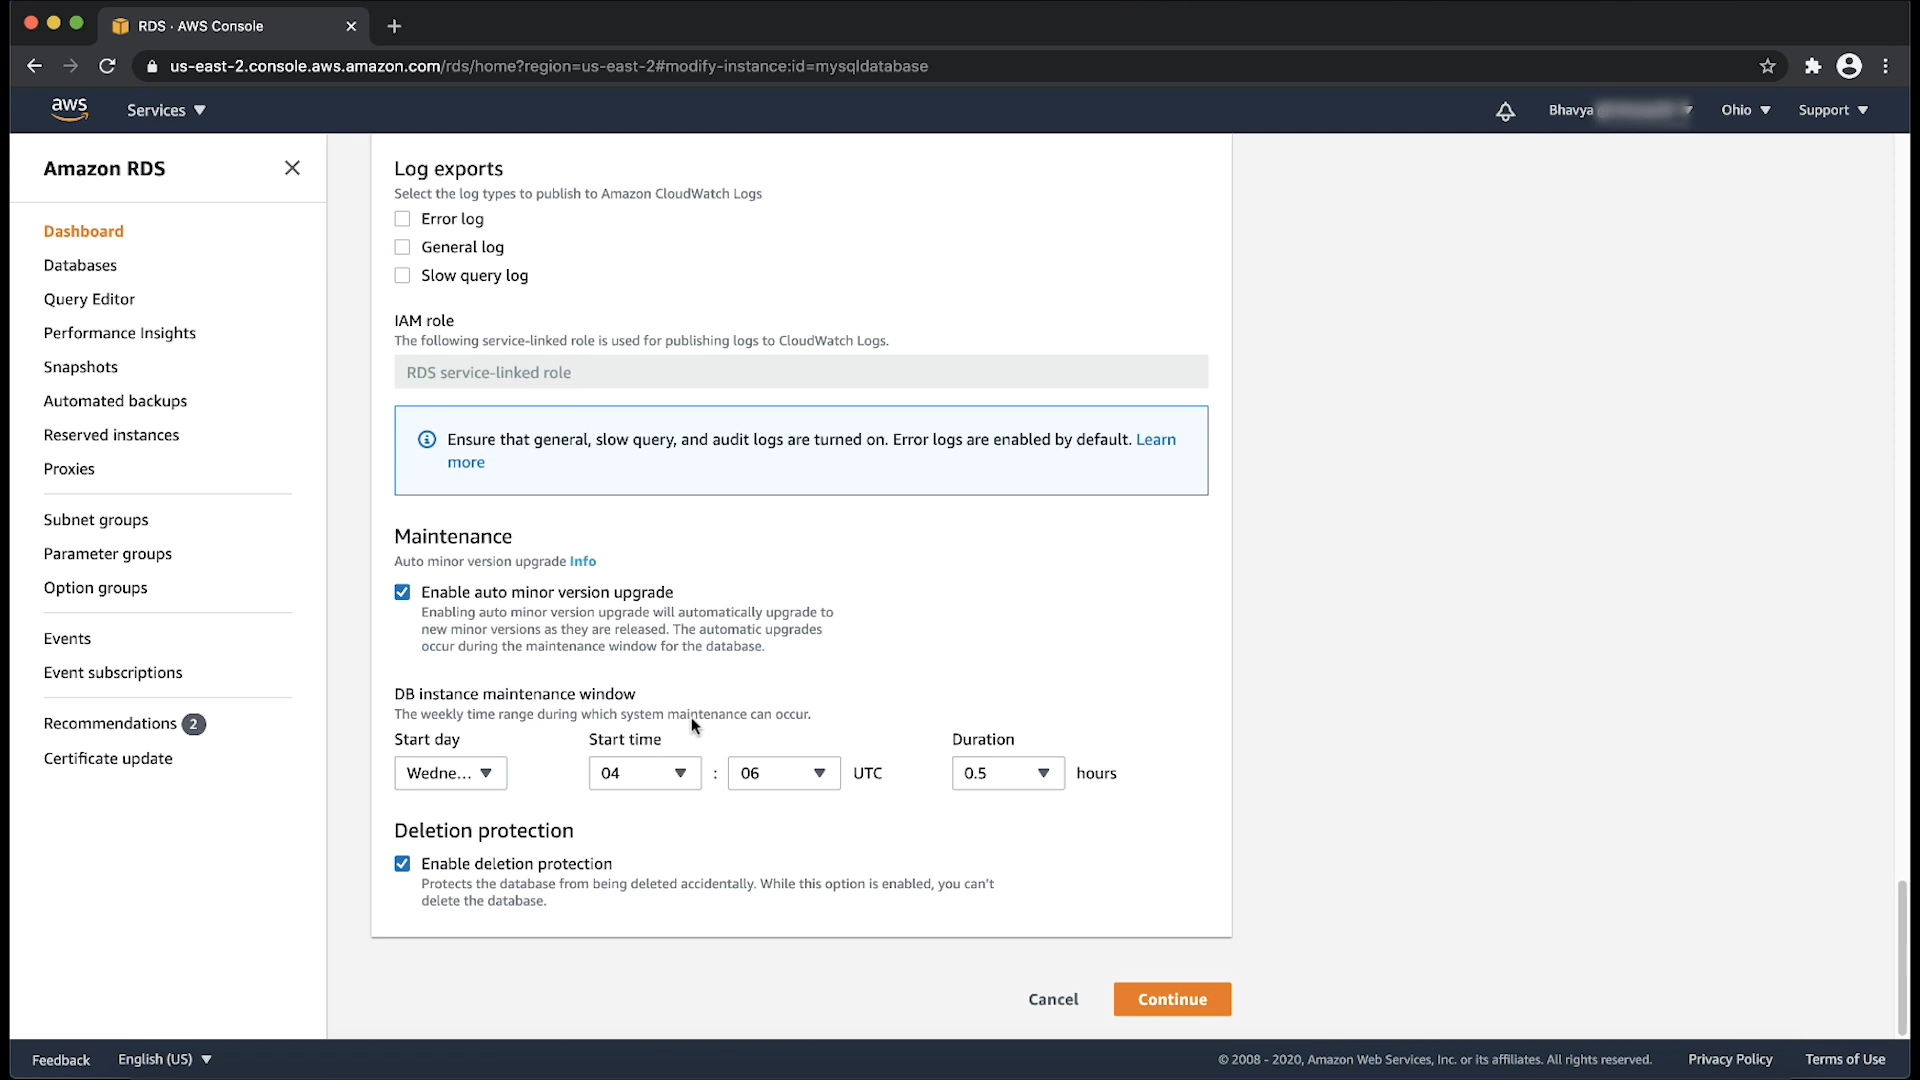 RDS · AWS Console
us-east-2.console.aws.amazon.com/rds/home?region=us-east-2#modify-instance:id=mysqldatabase
aws
Services
Bhavya
Ohio
Support
Amazon RDS
Dashboard
Databases
Query Editor
Performance Insights
Snapshots
Automated backups
Reserved instances
Proxies
Subnet groups
Parameter groups
Option groups
Events
Event subscriptions
Recommendations 2
Certificate update
Log exports
Select the log types to publish to Amazon CloudWatch Logs
Error log
General log
Slow query log
IAM role
The following service-linked role is used for publishing logs to CloudWatch Logs.
RDS service-linked role
Ensure that general, slow query, and audit logs are turned on. Error logs are enabled by default. Learn
more
Maintenance
Auto minor version upgrade Info
Enable auto minor version upgrade
Enabling auto minor version upgrade will automatically upgrade to
new minor versions as they are released. The automatic upgrades
occur during the maintenance window for the database.
DB instance maintenance window
The weekly time range during which system maintenance can occur.
Start day Start time Duration
Wedne... 04 : 06 UTC 0.5 hours
Deletion protection
Enable deletion protection
Protects the database from being deleted accidentally. While this option is enabled, you can't
delete the database.
Cancel Continue
Feedback English (US) © 2008 - 2020, Amazon Web Services, Inc. or its affiliates. All rights reserved. Privacy Policy Terms of Use